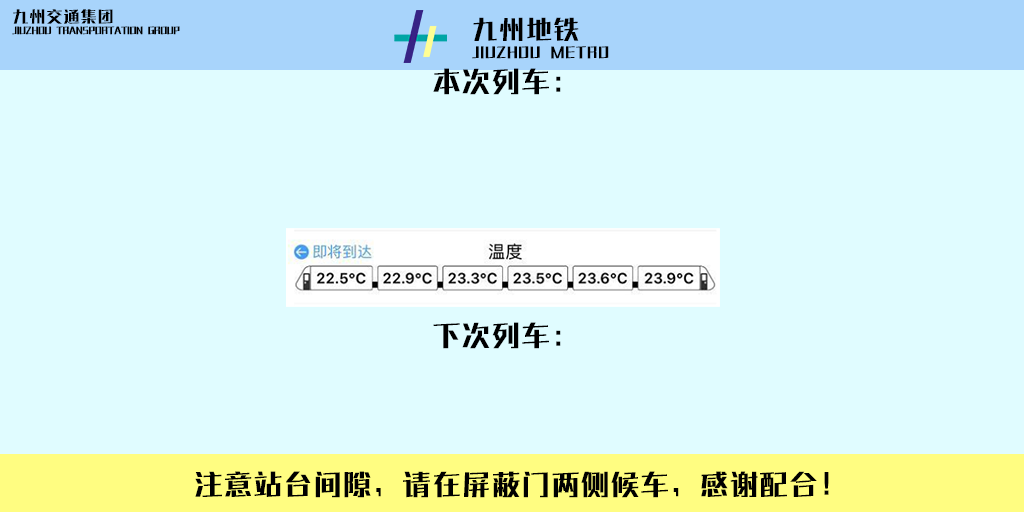 九州交通集团
JIUZHOU TRANSPORTATION GROUP
九州地铁
JIUZHOU METRO
本次列车：
即将到达 温度
22.5°C 22.9°C 23.3°C 23.5°C 23.6°C 23.9°C
下次列车：
注意站台间隙，请在屏蔽门两侧候车，感谢配合！